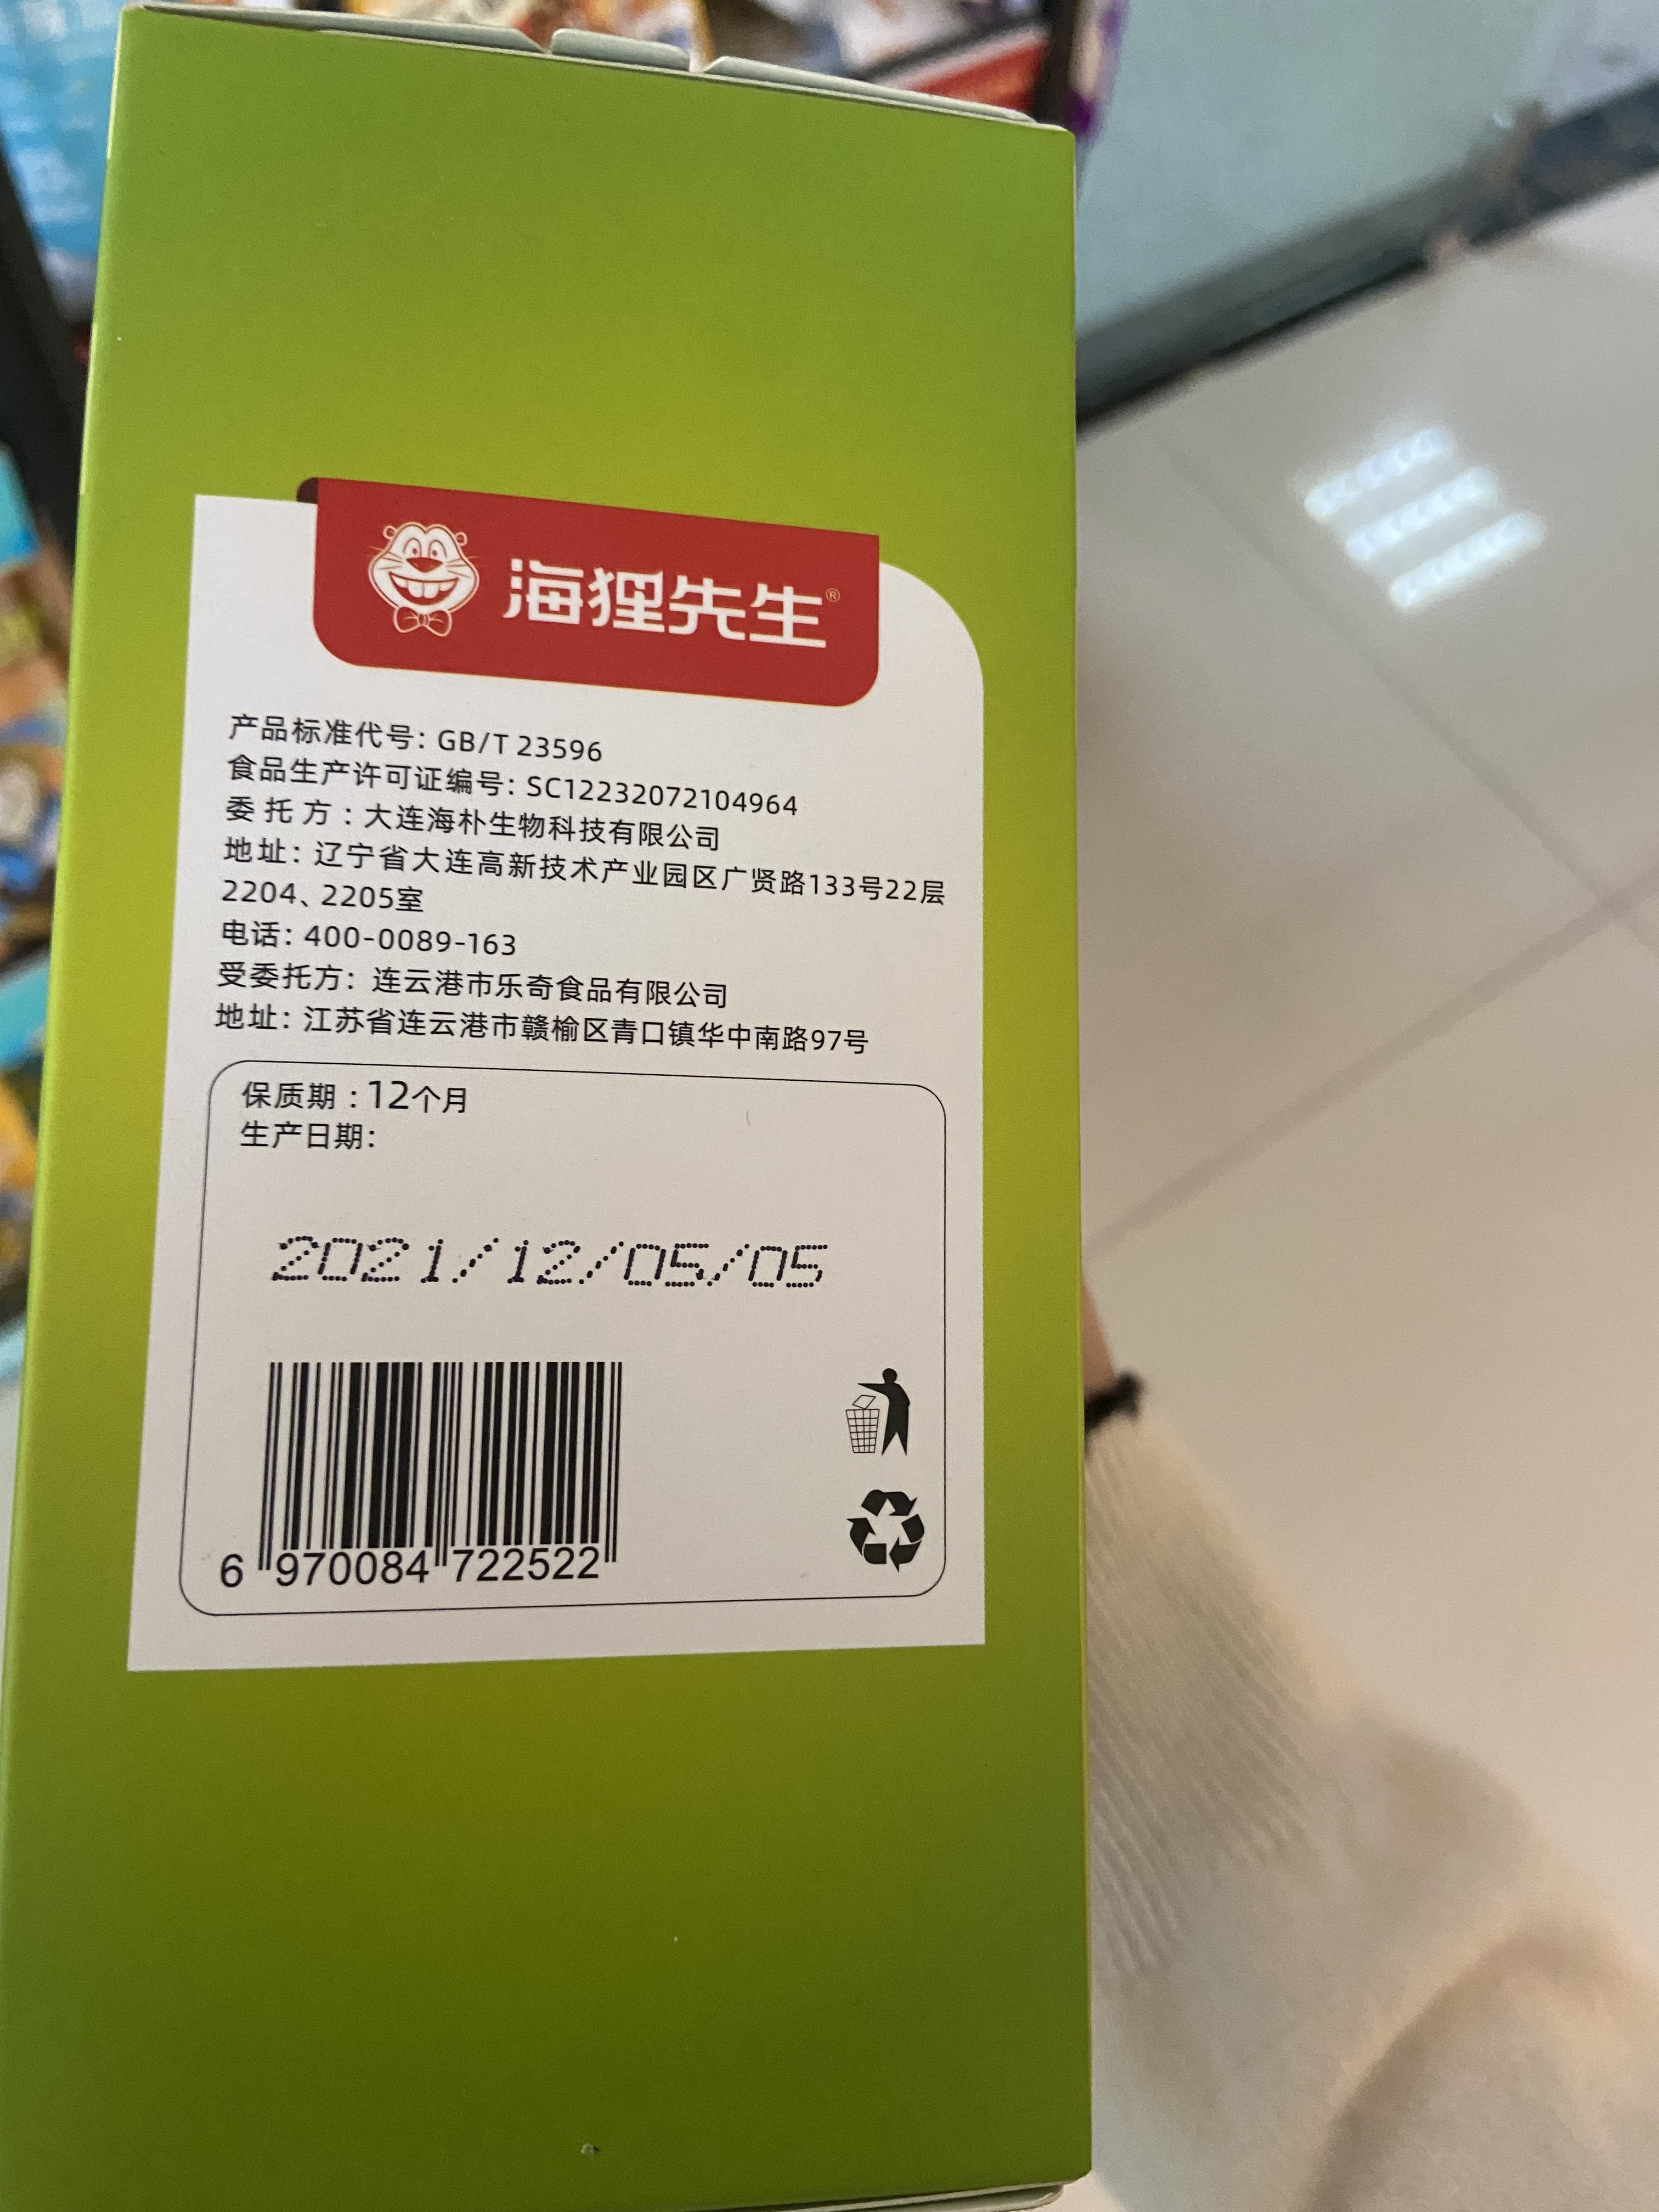 海狸先生®
产品标准代号: GB/T 23596
食品生产许可证编号: SC12232072104964
委托方: 大连海朴生物科技有限公司
地址: 辽宁省大连高新技术产业园区广贤路133号22层
2204、2205室
电话: 400-0089-163
受委托方: 连云港市乐奇食品有限公司
地址: 江苏省连云港市赣榆区青口镇华中南路97号
保质期: 12个月
生产日期:
2021/12/05/05
6 970084 722522